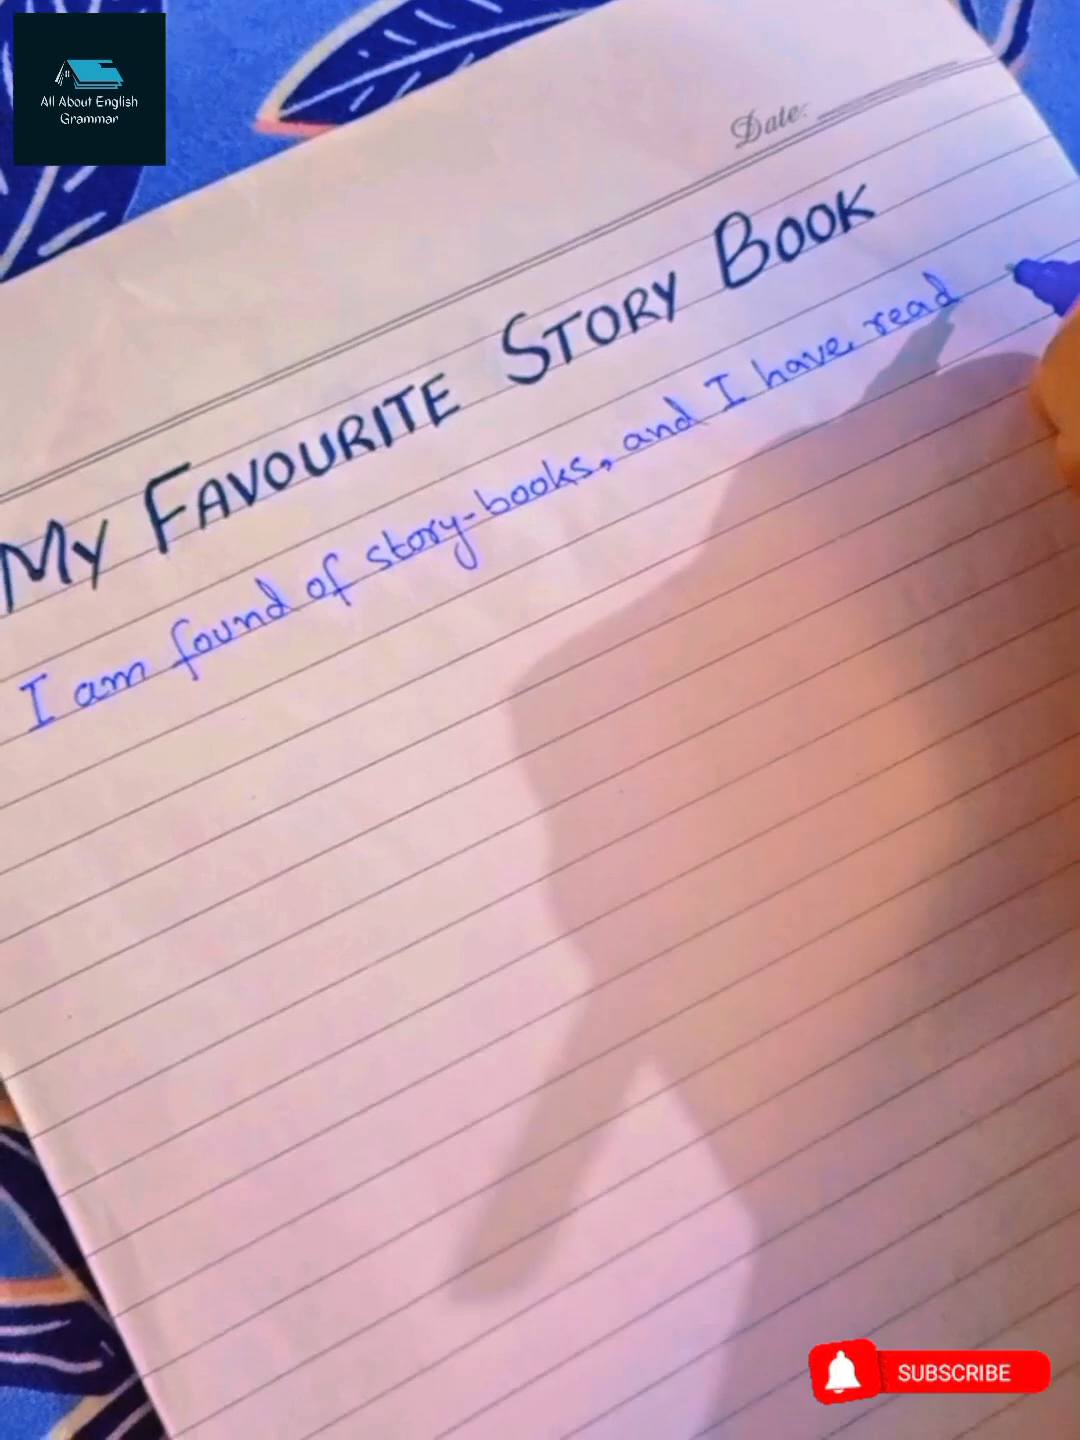 All About English
Grammar
Date:
MY FAVOURITE STORY BOOK
I am found of story-books, and I have read
SUBSCRIBE